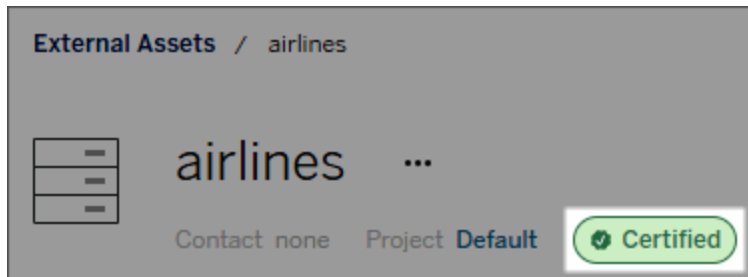 External Assets / airlines
airlines ...
Contact none Project Default Certified